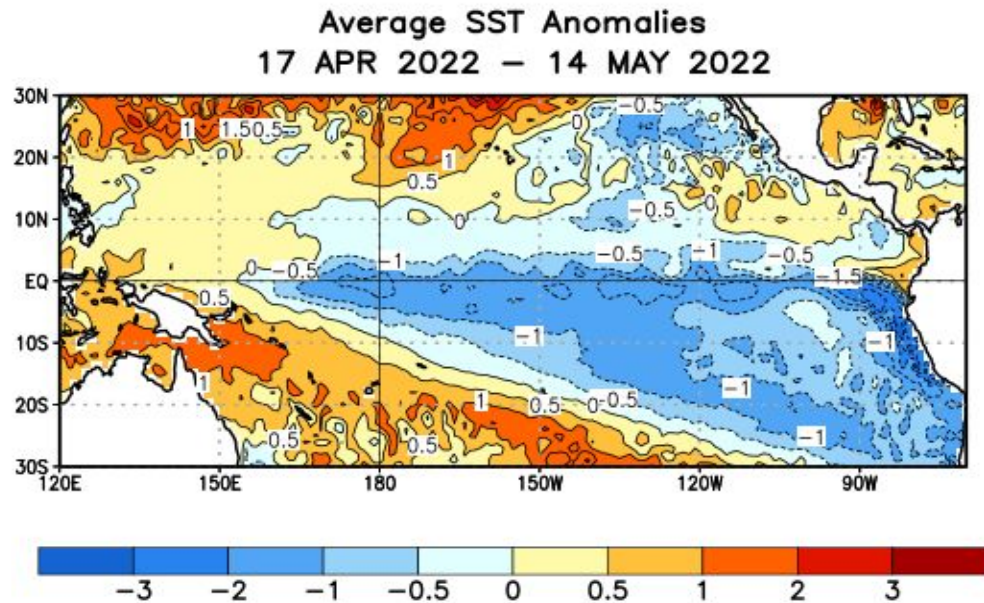 Average SST Anomalies
17 APR 2022 – 14 MAY 2022
30N
20N
10N
EQ
10S
20S
30S
120E 150E 180 150W 120W 90W
1 1.50.5 0 -0.5
1
0.5
0 -0.5 0
0 -0.5 -1 -0.5 -1 -0.5 -1.5
0.5
-1 -1
1 -1
1 0.5 0 -0.5
0.5 0.5 -1
-3 -2 -1 -0.5 0 0.5 1 2 3